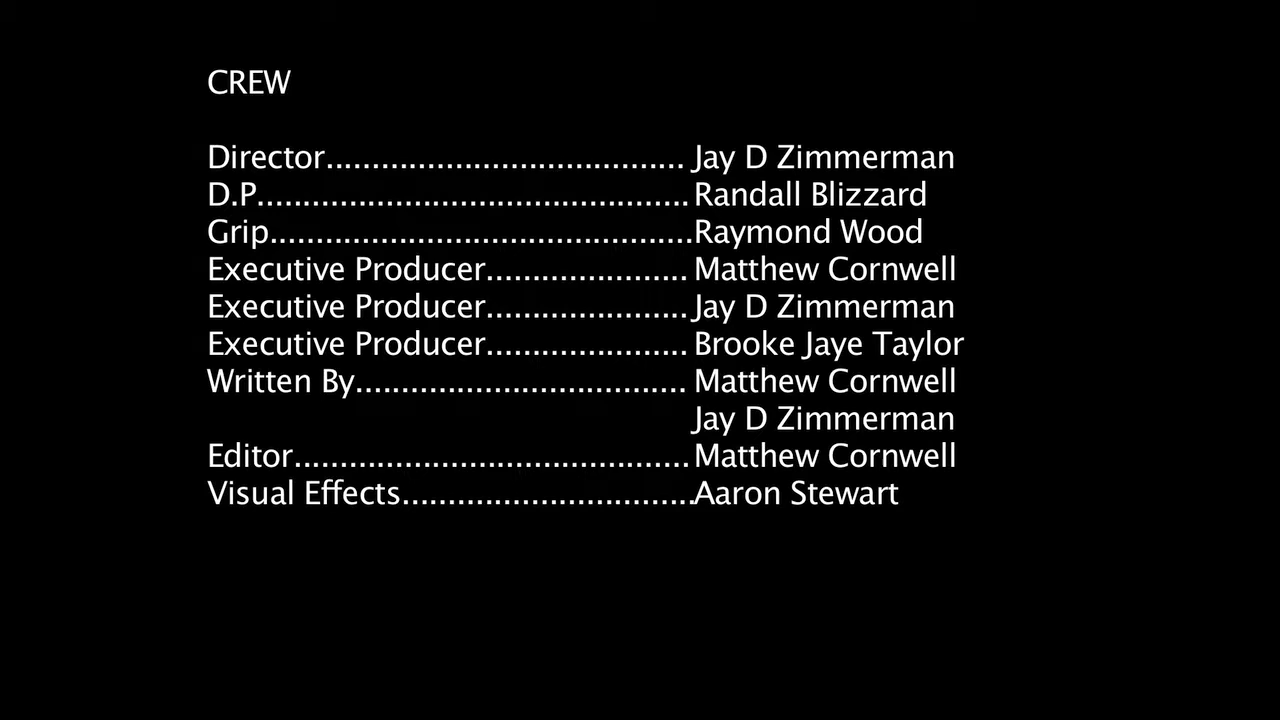 CREW
Director....................................... Jay D Zimmerman
D.P............................................... Randall Blizzard
Grip..............................................Raymond Wood
Executive Producer...................... Matthew Cornwell
Executive Producer...................... Jay D Zimmerman
Executive Producer...................... Brooke Jaye Taylor
Written By.................................... Matthew Cornwell
Jay D Zimmerman
Editor........................................... Matthew Cornwell
Visual Effects................................Aaron Stewart